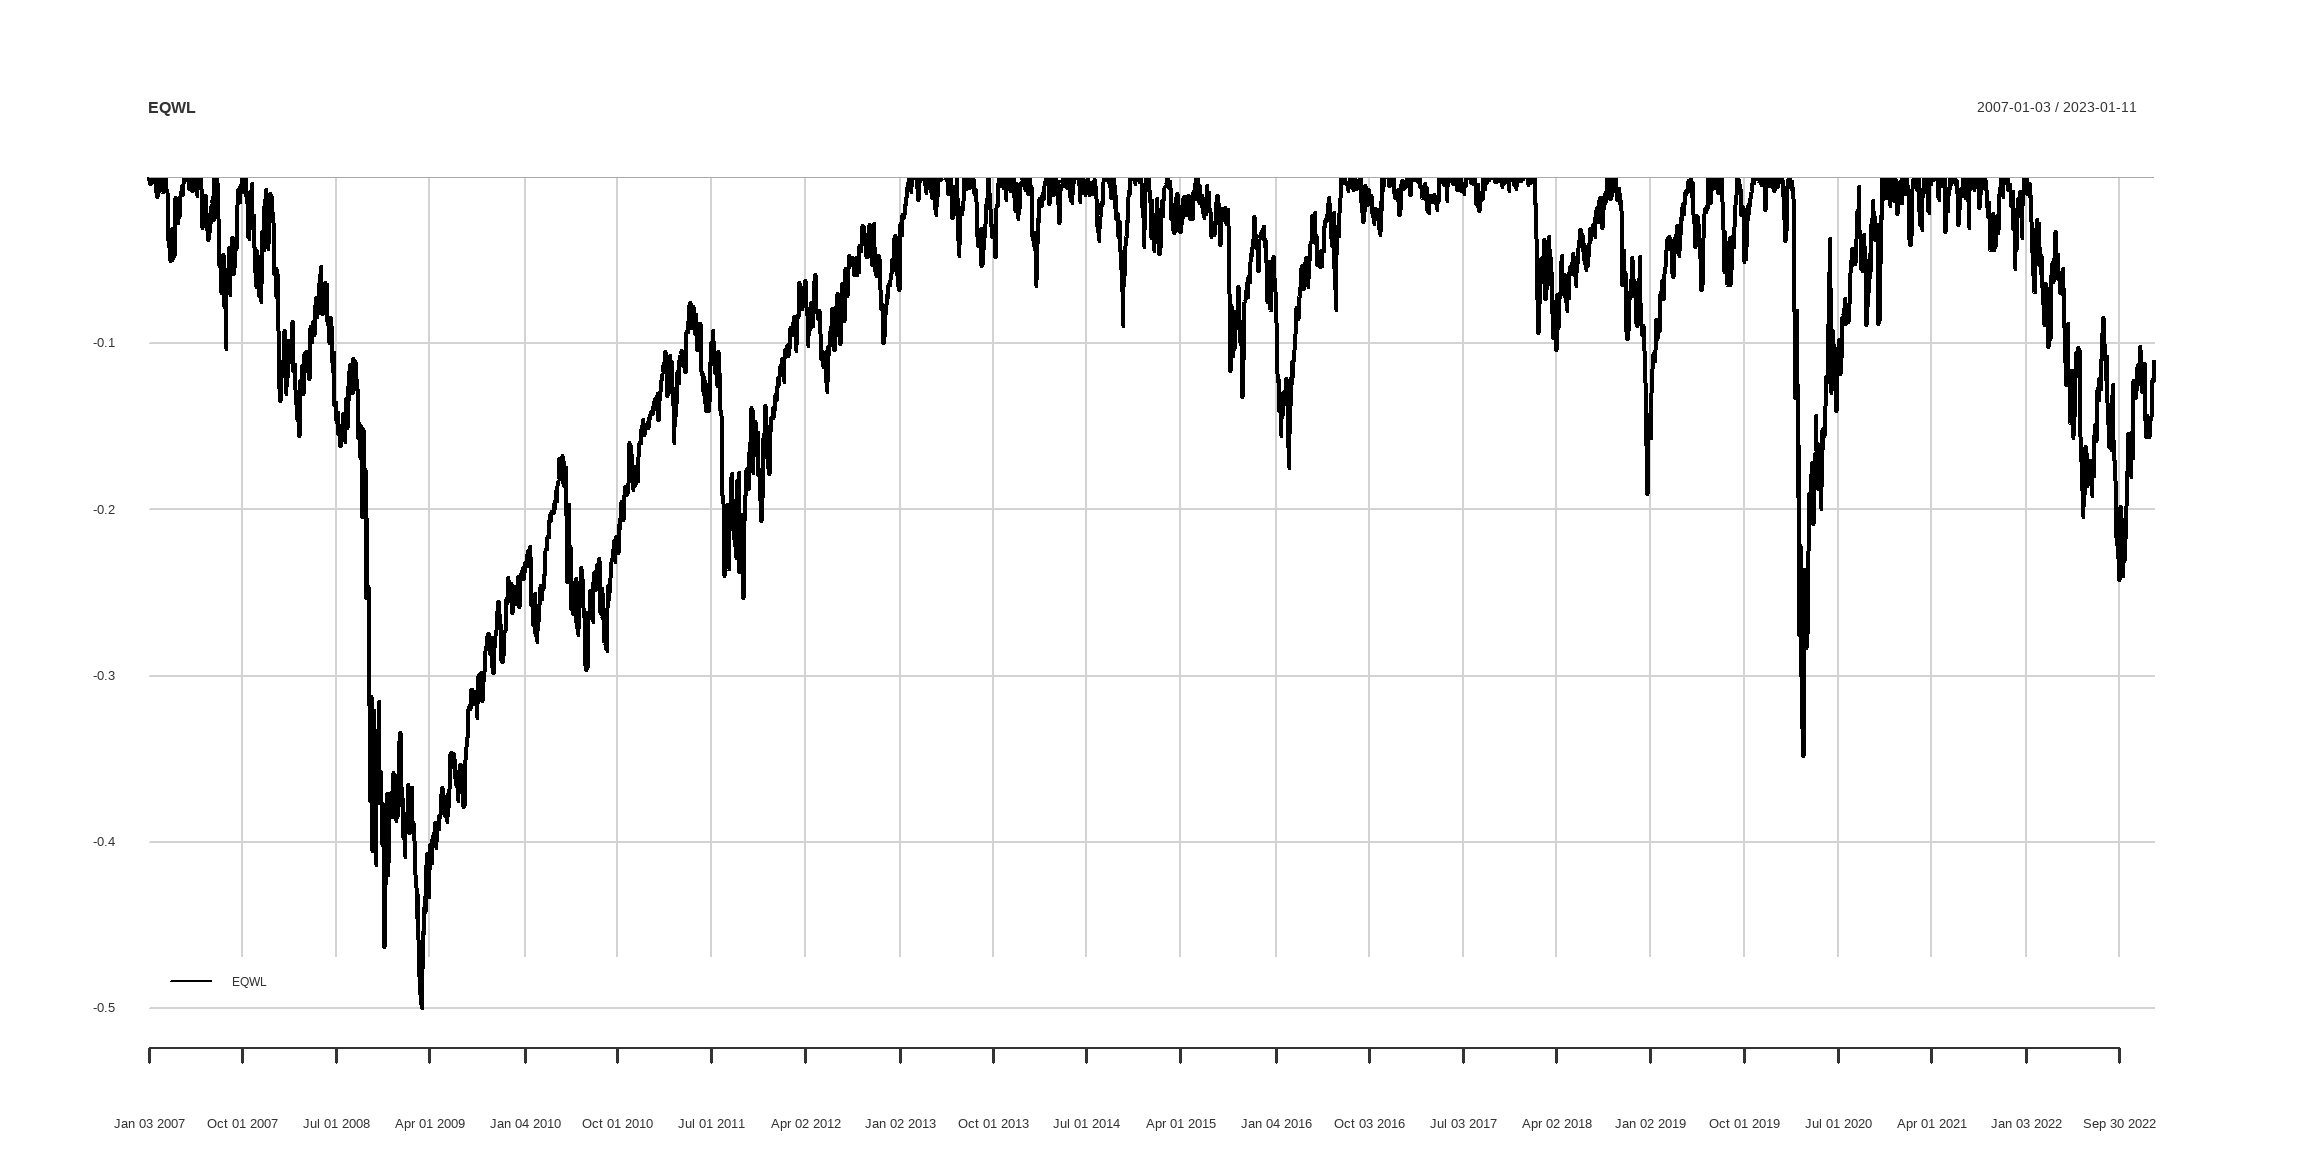 EQWL
2007-01-03 / 2023-01-11
-0.1
-0.2
-0.3
-0.4
EQWL
-0.5
Jan 03 2007 Oct 01 2007 Jul 01 2008 Apr 01 2009 Jan 04 2010 Oct 01 2010 Jul 01 2011 Apr 02 2012 Jan 02 2013 Oct 01 2013 Jul 01 2014 Apr 01 2015 Jan 04 2016 Oct 03 2016 Jul 03 2017 Apr 02 2018 Jan 02 2019 Oct 01 2019 Jul 01 2020 Apr 01 2021 Jan 03 2022 Sep 30 2022